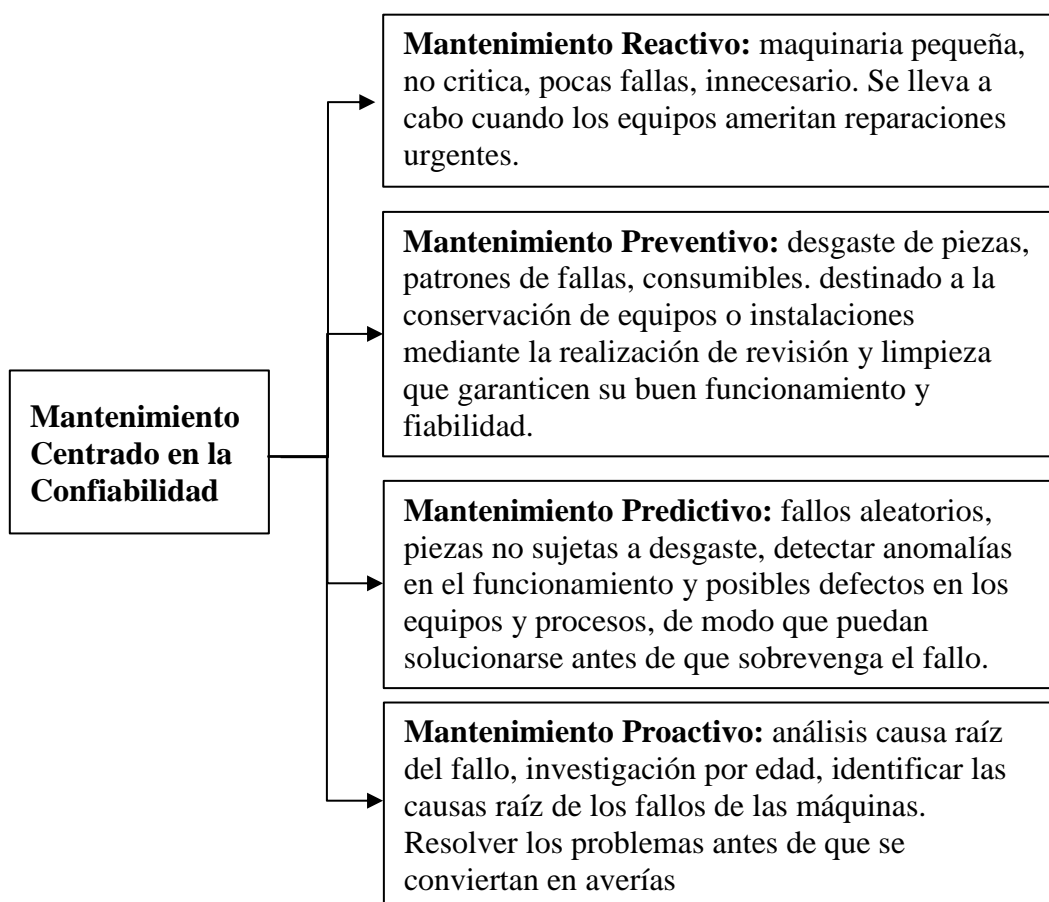 Mantenimiento Reactivo: maquinaria pequeña,
no critica, pocas fallas, innecesario. Se lleva a
cabo cuando los equipos ameritan reparaciones
urgentes.
Mantenimiento Preventivo: desgaste de piezas,
patrones de fallas, consumibles. destinado a la
conservación de equipos o instalaciones
mediante la realización de revisión y limpieza
que garanticen su buen funcionamiento y
fiabilidad.
Mantenimiento
Centrado en la
Confiabilidad
Mantenimiento Predictivo: fallos aleatorios,
piezas no sujetas a desgaste, detectar anomalías
en el funcionamiento y posibles defectos en los
equipos y procesos, de modo que puedan
solucionarse antes de que sobrevenga el fallo.
Mantenimiento Proactivo: análisis causa raíz
del fallo, investigación por edad, identificar las
causas raíz de los fallos de las máquinas.
Resolver los problemas antes de que se
conviertan en averías